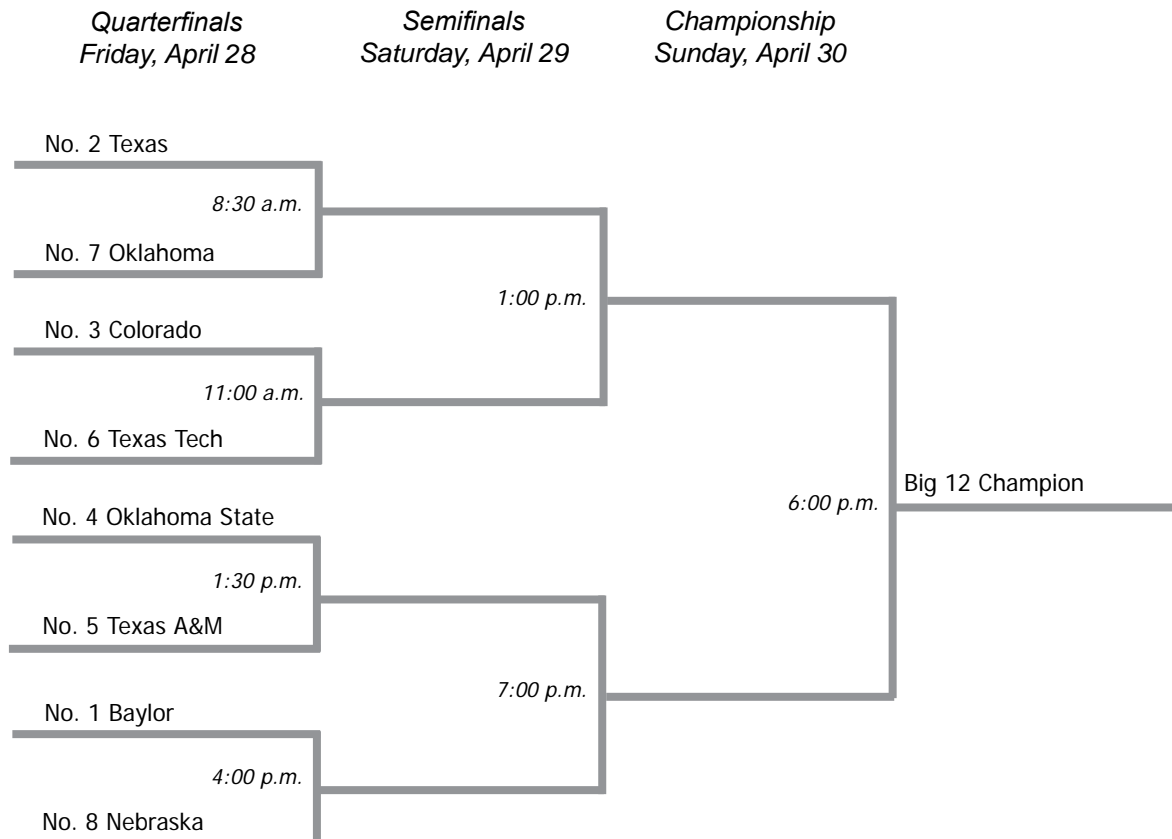 Quarterfinals
Friday, April 28
Semifinals
Saturday, April 29
Championship
Sunday, April 30
No. 2 Texas
8:30 a.m.
No. 7 Oklahoma
1:00 p.m.
No. 3 Colorado
11:00 a.m.
No. 6 Texas Tech
Big 12 Champion
6:00 p.m.
No. 4 Oklahoma State
1:30 p.m.
No. 5 Texas A&M
7:00 p.m.
No. 1 Baylor
4:00 p.m.
No. 8 Nebraska